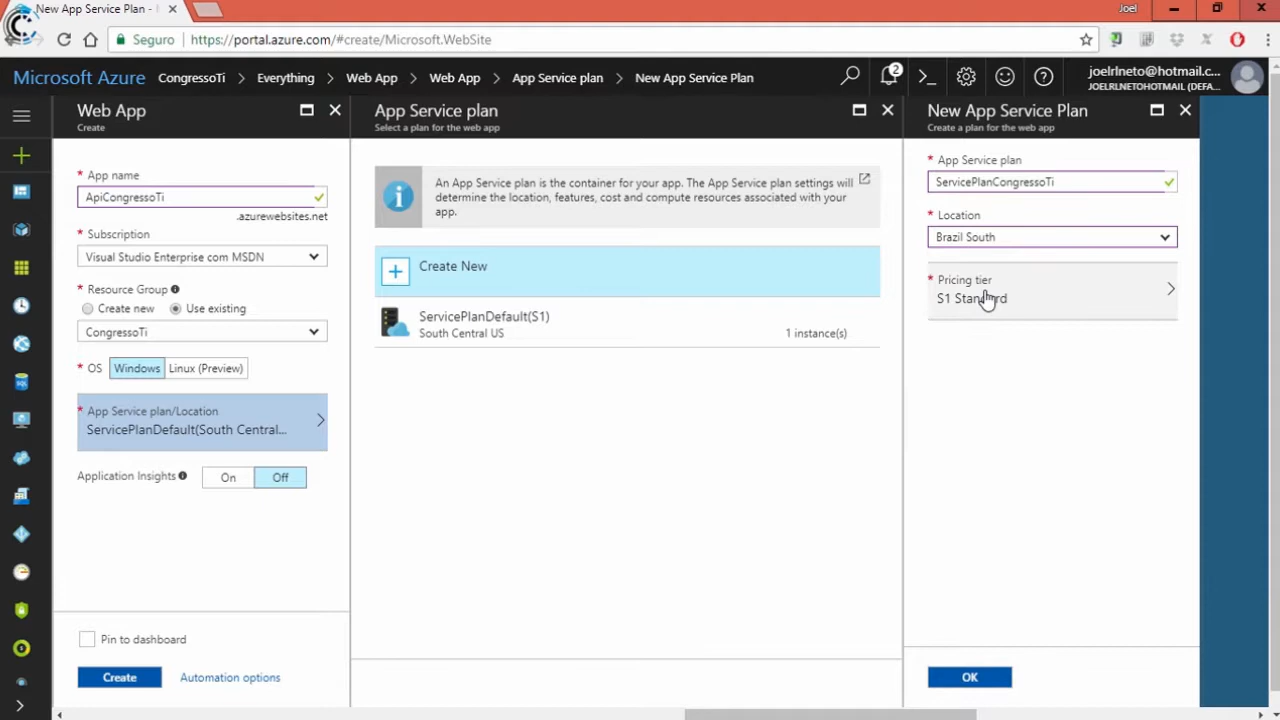 New App Service Plan -
Joel
Seguro
https://portal.azure.com/#create/Microsoft.WebSite
Microsoft Azure
CongressoTi > Everything > Web App > Web App > App Service plan > New App Service Plan
2
joelrlneto@hotmail.c...
JOELRLNETOHOTMAIL (DEFA...
Web App
Create
* App name
ApiCongressoTi
.azurewebsites.net
* Subscription
Visual Studio Enterprise com MSDN
* Resource Group
Create new
Use existing
CongressoTi
* OS
Windows
Linux (Preview)
* App Service plan/Location
ServicePlanDefault(South Central...
Application Insights
On
Off
Pin to dashboard
Create
Automation options
App Service plan
Select a plan for the web app
An App Service plan is the container for your app. The App Service plan settings will
determine the location, features, cost and compute resources associated with your
app.
Create New
ServicePlanDefault(S1)
South Central US
1 instance(s)
New App Service Plan
Create a plan for the web app
* App Service plan
ServicePlanCongressoTi
* Location
Brazil South
* Pricing tier
S1 Standard
OK